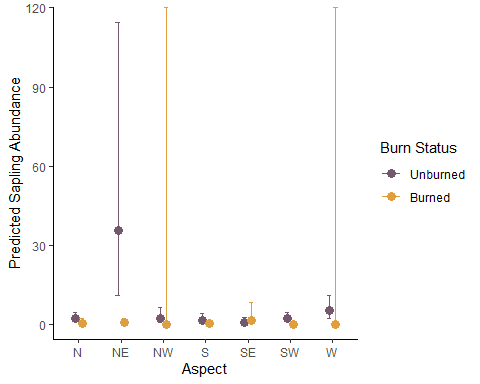 120
90
60
30
0
Predicted Sapling Abundance
N NE NW S SE SW W
Aspect
Burn Status
Unburned
Burned